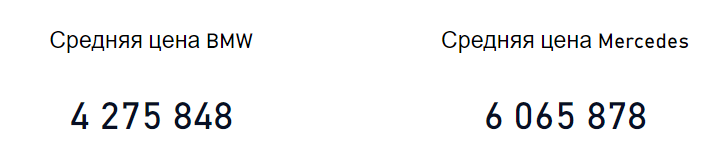 Средняя цена BMW
Средняя цена Mercedes
4 275 848
6 065 878